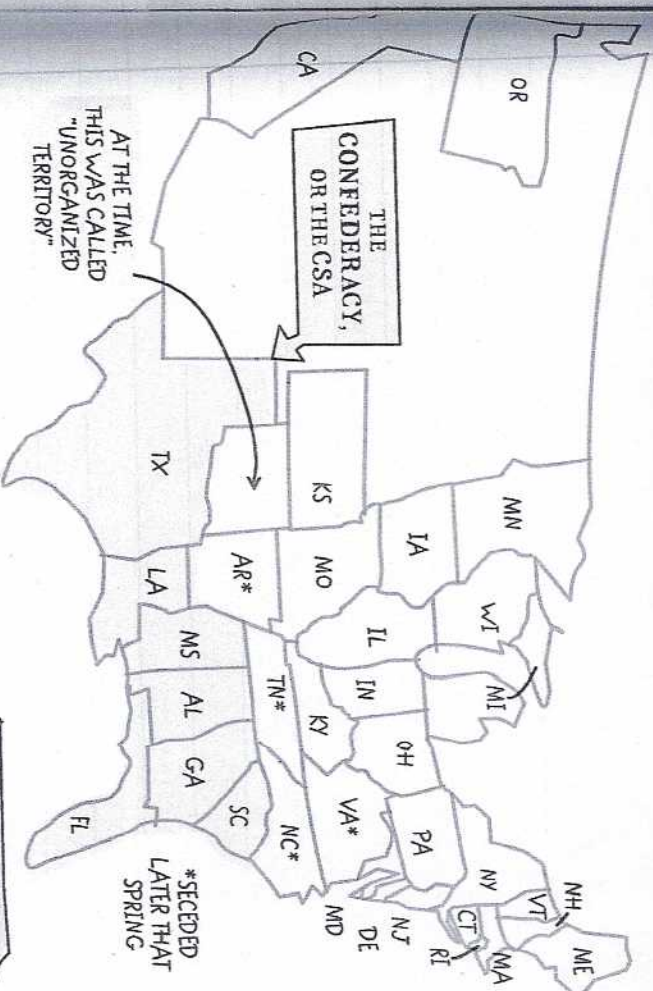 OR
CA
THE
CONFEDERACY,
OR THE CSA
AT THE TIME,
THIS WAS CALLED
"UNORGANIZED
TERRITORY"
MN
WI
MI
IA
KS
MO
IL
IN
OH
PA
NY
VT
NH
ME
MA
CT
RI
NJ
DE
MD
VA*
KY
TN*
NC*
AR*
TX
LA
MS
AL
GA
SC
FL
*SECEDED
LATER THAT
SPRING